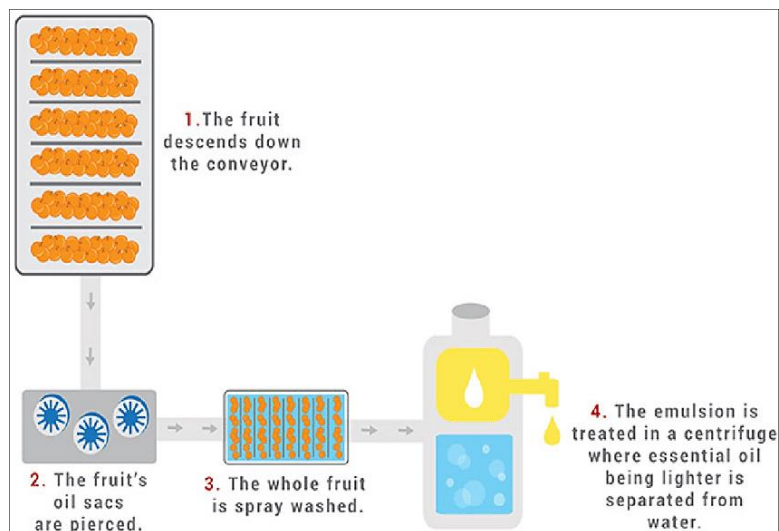 1.The fruit
descends down
the conveyor.
2. The fruit's
oil sacs
are pierced.
3. The whole fruit
is spray washed.
4. The emulsion is
treated in a centrifuge
where essential oil
being lighter is
separated from
water.